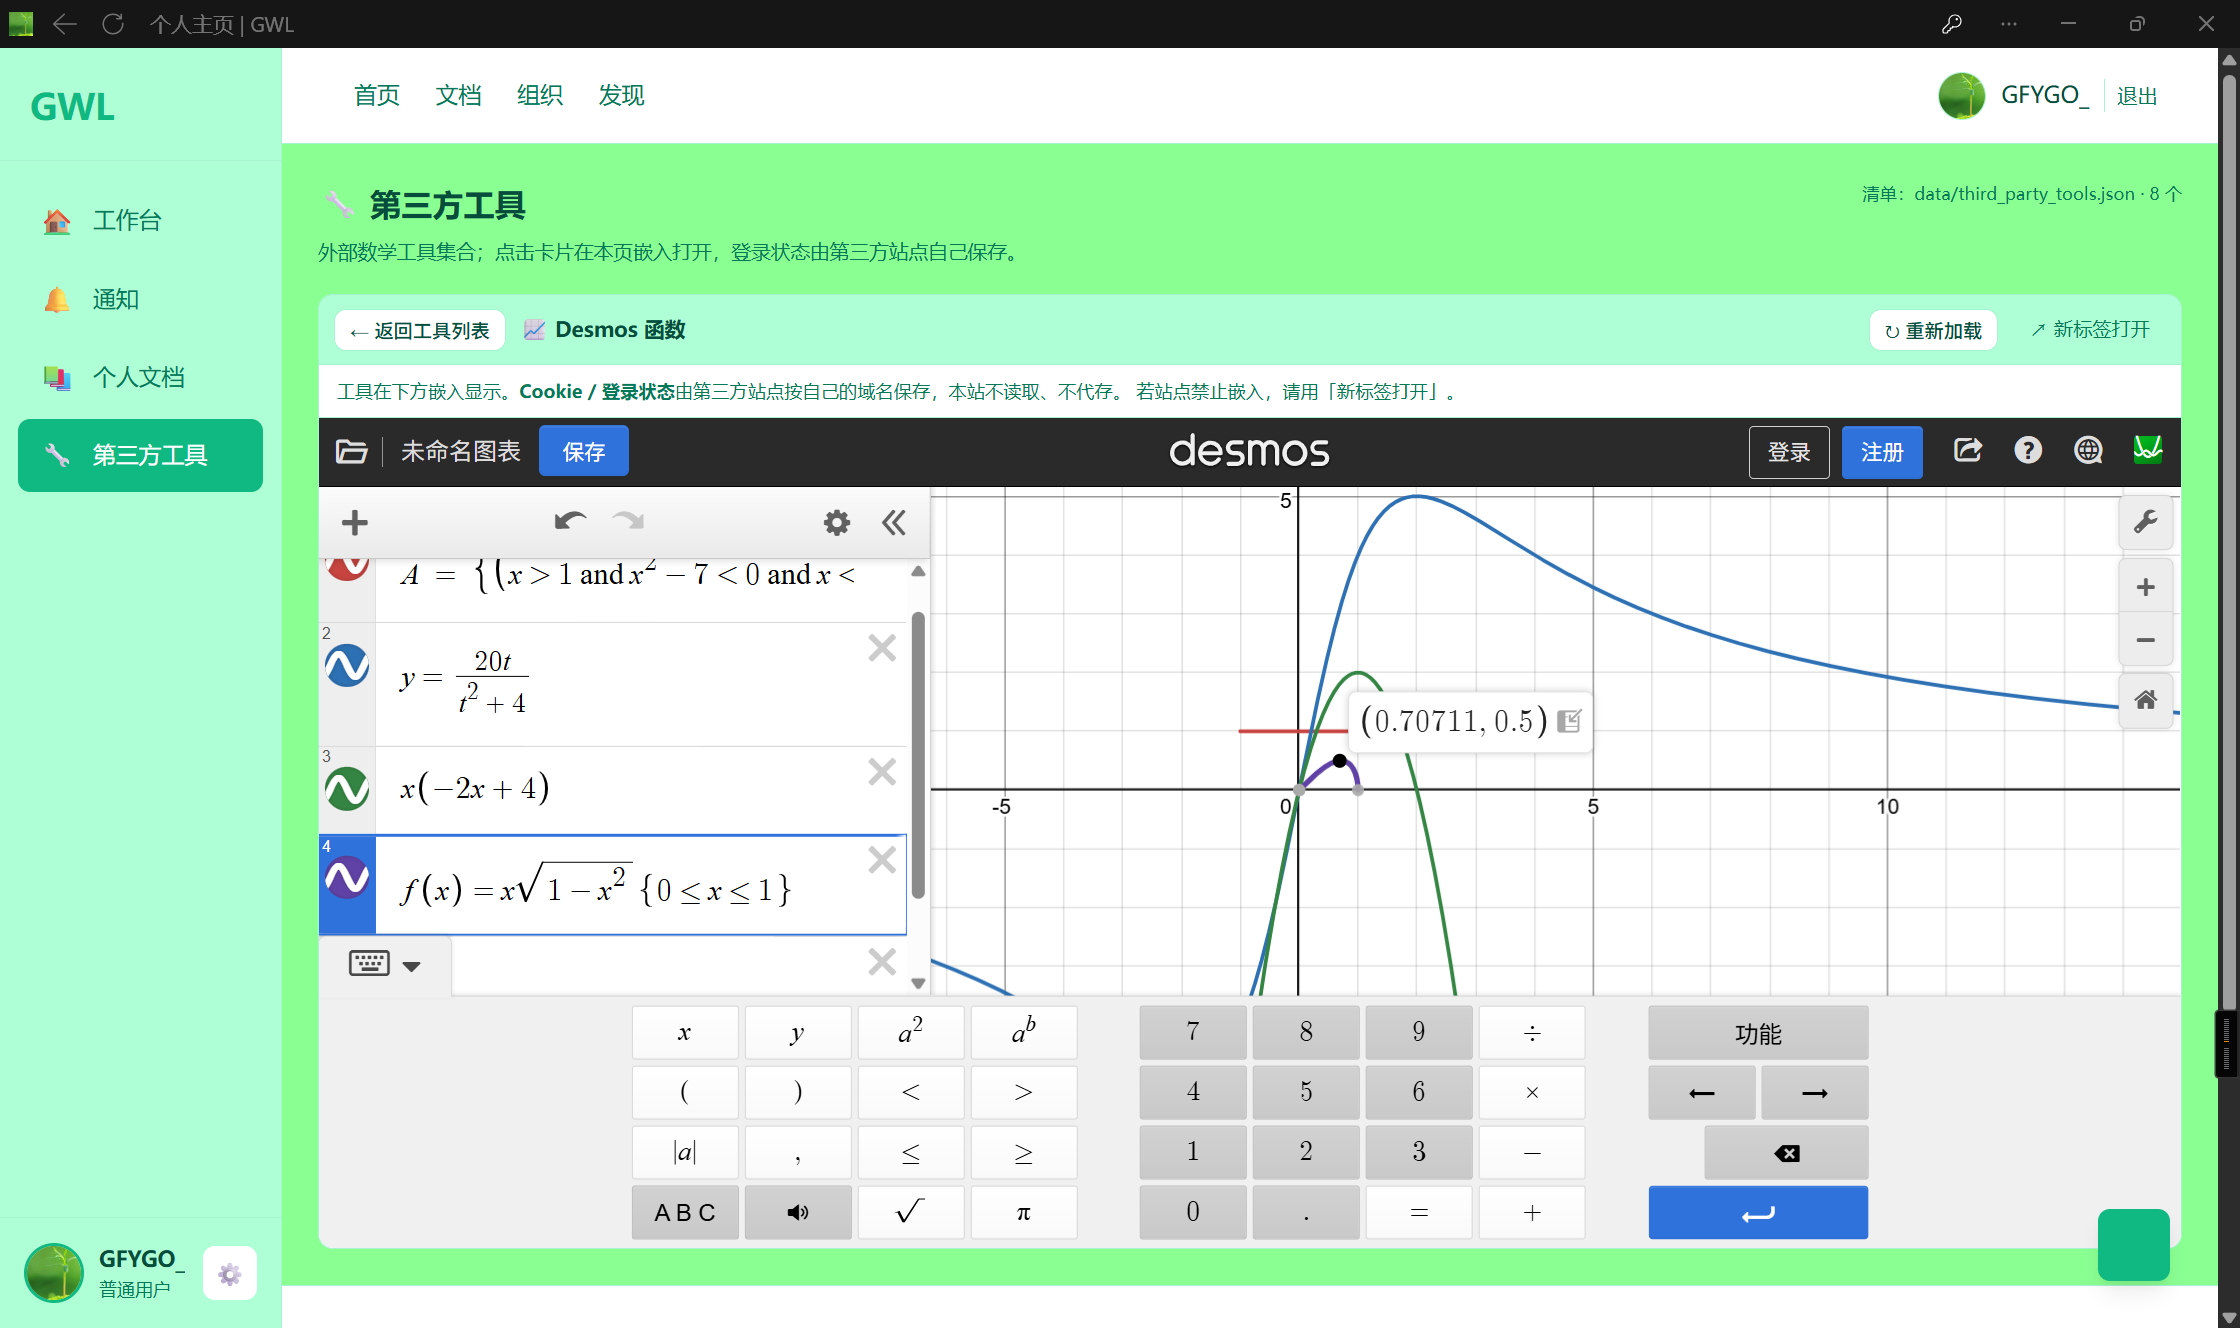 个人主页 | GWL
GWL
首页 文档 组织 发现
GFYGO_ 退出
工作台
通知
个人文档
第三方工具
第三方工具
清单：data/third_party_tools.json · 8 个
外部数学工具集合；点击卡片在本页嵌入打开，登录状态由第三方站点自己保存。
← 返回工具列表 Desmos 函数
↻ 重新加载 ↗ 新标签打开
工具在下方嵌入显示。Cookie / 登录状态由第三方站点按自己的域名保存，本站不读取、不代存。 若站点禁止嵌入，请用「新标签打开」。
未命名图表 保存 desmos 登录 注册
A = {(x > 1 and x² − 7 < 0 and x <
2
y = 20t / (t² + 4)
3
x(−2x + 4)
4
f(x) = x√(1 − x²) {0 ≤ x ≤ 1}
5
(0.70711, 0.5)
-5 0 5 10
x y a² aᵇ 7 8 9 ÷ 功能
( ) < > 4 5 6 × ← →
|a| , ≤ ≥ 1 2 3 −
A B C √ π 0 . = +
GFYGO_
普通用户